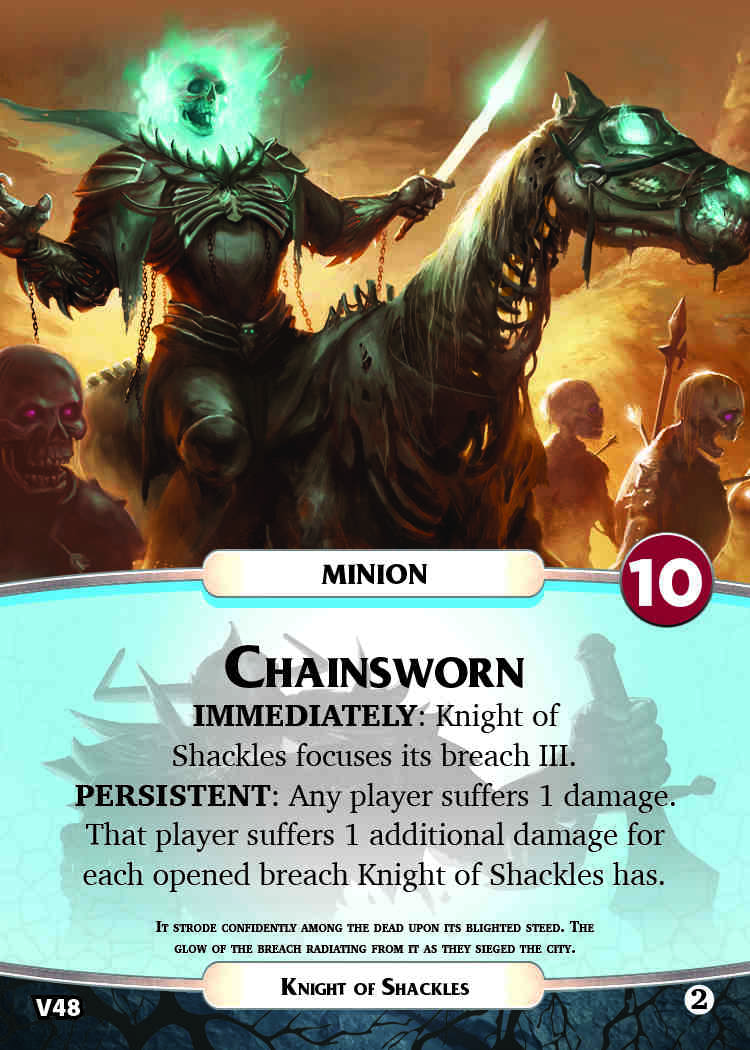 MINION
10
Chainsworn
IMMEDIATELY: Knight of
Shackles focuses its breach III.
PERSISTENT: Any player suffers 1 damage.
That player suffers 1 additional damage for
each opened breach Knight of Shackles has.
It strode confidently among the dead upon its blighted steed. The
glow of the breach radiating from it as they sieged the city.
Knight of Shackles
V48
2